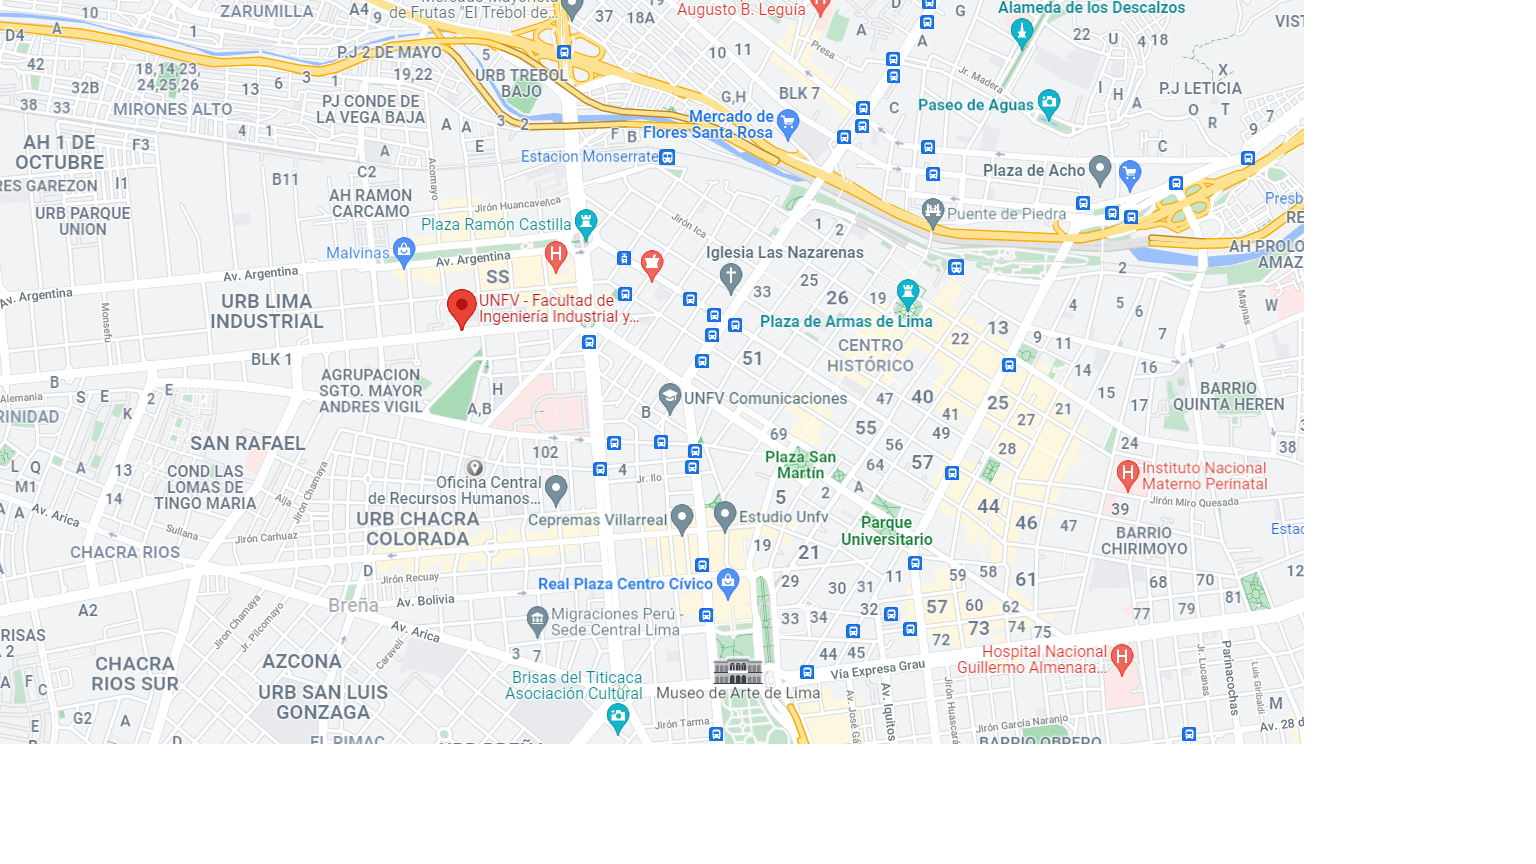 Mercado Mayorista
de Frutas "El Trébol de...
Augusto B. Leguía
Alameda de los Descalzos
ZARUMILLA
A4
9
10
A
1
D4
37
18A
D
G
A
A
22
U
4
18
VIST
P.J 2 DE MAYO
5
10
11
Presa
42
18,14,23,
24,25,26
32B
13
6
3
19,22
URB TREBOL
BAJO
G,H
BLK 7
Jr. Madera
X
P.J LETICIA
I
H
A
38
33
MIRONES ALTO
PJ CONDE DE
LA VEGA BAJA
C
Paseo de Aguas
O
T
R
7
9
4
1
A
A
3
2
F
B
Mercado de
Flores Santa Rosa
AH 1 DE
OCTUBRE
F3
A
E
Estacion Monserrate
C
RES GAREZON
I1
B11
C2
Acomayo
Plaza de Acho
AH RAMON
CARCAMO
Jirón Huancavelica
Presb
URB PARQUE
UNION
Plaza Ramón Castilla
Jirón Ica
1
2
Puente de Piedra
RE
Malvinas
Av. Argentina
Iglesia Las Nazarenas
AH PROLO
AMAZ
Av. Argentina
SS
25
33
26
19
2
Av. Argentina
URB LIMA
INDUSTRIAL
Monsefu
UNFV - Facultad de
Ingeniería Industrial y...
Plaza de Armas de Lima
4
5
6
7
W
Maynas
13
22
9
11
BLK 1
51
CENTRO
HISTÓRICO
14
16
B
S
E
K
2
E
AGRUPACION
SGTO. MAYOR
ANDRES VIGIL
H
A,B
B
UNFV Comunicaciones
47
40
41
25
27
21
15
17
BARRIO
QUINTA HEREN
Alemania
RINIDAD
SAN RAFAEL
69
55
49
56
28
24
38
3
L
Q
A
M1
13
14
COND LAS
LOMAS DE
TINGO MARIA
Jirón Chamaya
102
4
Jr. Ilo
Plaza San
Martín
64
57
Instituto Nacional
Materno Perinatal
Oficina Central
de Recursos Humanos...
5
2
A
44
39
Jirón Miro Quesada
A
A
Av. Arica
Sullana
URB CHACRA
COLORADA
Cepremas Villarreal
Estudio Unfv
Parque
Universitario
46
47
Estac
Jirón Carhuaz
CHACRA RIOS
19
21
BARRIO
CHIRIMOYO
D
Jirón Recuay
Real Plaza Centro Cívico
29
30
31
11
59
58
61
68
70
12
A2
Breña
Av. Bolivia
32
57
60
62
77
79
81
Migraciones Perú -
Sede Central Lima
33
34
73
74
75
72
RISAS
A 2
Jirón Chamaya
Jr. Pilcomayo
Av. Arica
Caraveli
3
7
44
45
Hospital Nacional
Guillermo Almenara...
CHACRA
RIOS SUR
AZCONA
Brisas del Titicaca
Asociación Cultural
Museo de Arte de Lima
Vía Expresa Grau
Jr. Lucanas
Parinacochas
Luis Giribaldi
A
F
C
URB SAN LUIS
GONZAGA
Av. Iquitos
Jirón Huascar
M
G2
A
E
Jirón Tarma
Jirón García Naranjo
Av. 28 d
B
D
EL RIMAC
BARRIO OBRERO